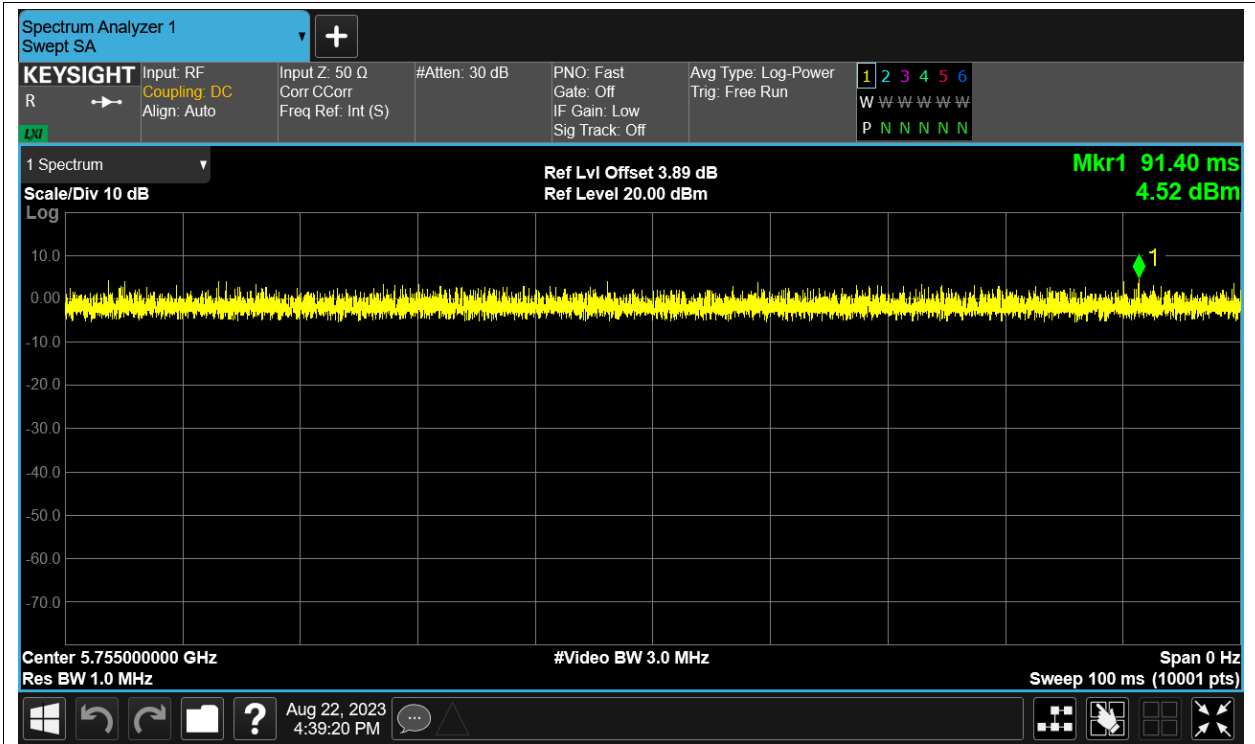 Spectrum Analyzer 1
Swept SA
KEYSIGHT
R
LXI
Input: RF
Coupling: DC
Align: Auto
Input Z: 50 Ω
Corr CCorr
Freq Ref: Int (S)
#Atten: 30 dB
PNO: Fast
Gate: Off
IF Gain: Low
Sig Track: Off
Avg Type: Log-Power
Trig: Free Run
1 2 3 4 5 6
W W W W W W
P N N N N N
1 Spectrum
Scale/Div 10 dB
Log
Ref Lvl Offset 3.89 dB
Ref Level 20.00 dBm
Mkr1 91.40 ms
4.52 dBm
1
10.0
0.00
-10.0
-20.0
-30.0
-40.0
-50.0
-60.0
-70.0
Center 5.755000000 GHz
#Video BW 3.0 MHz
Span 0 Hz
Res BW 1.0 MHz
Sweep 100 ms (10001 pts)
?
Aug 22, 2023
4:39:20 PM